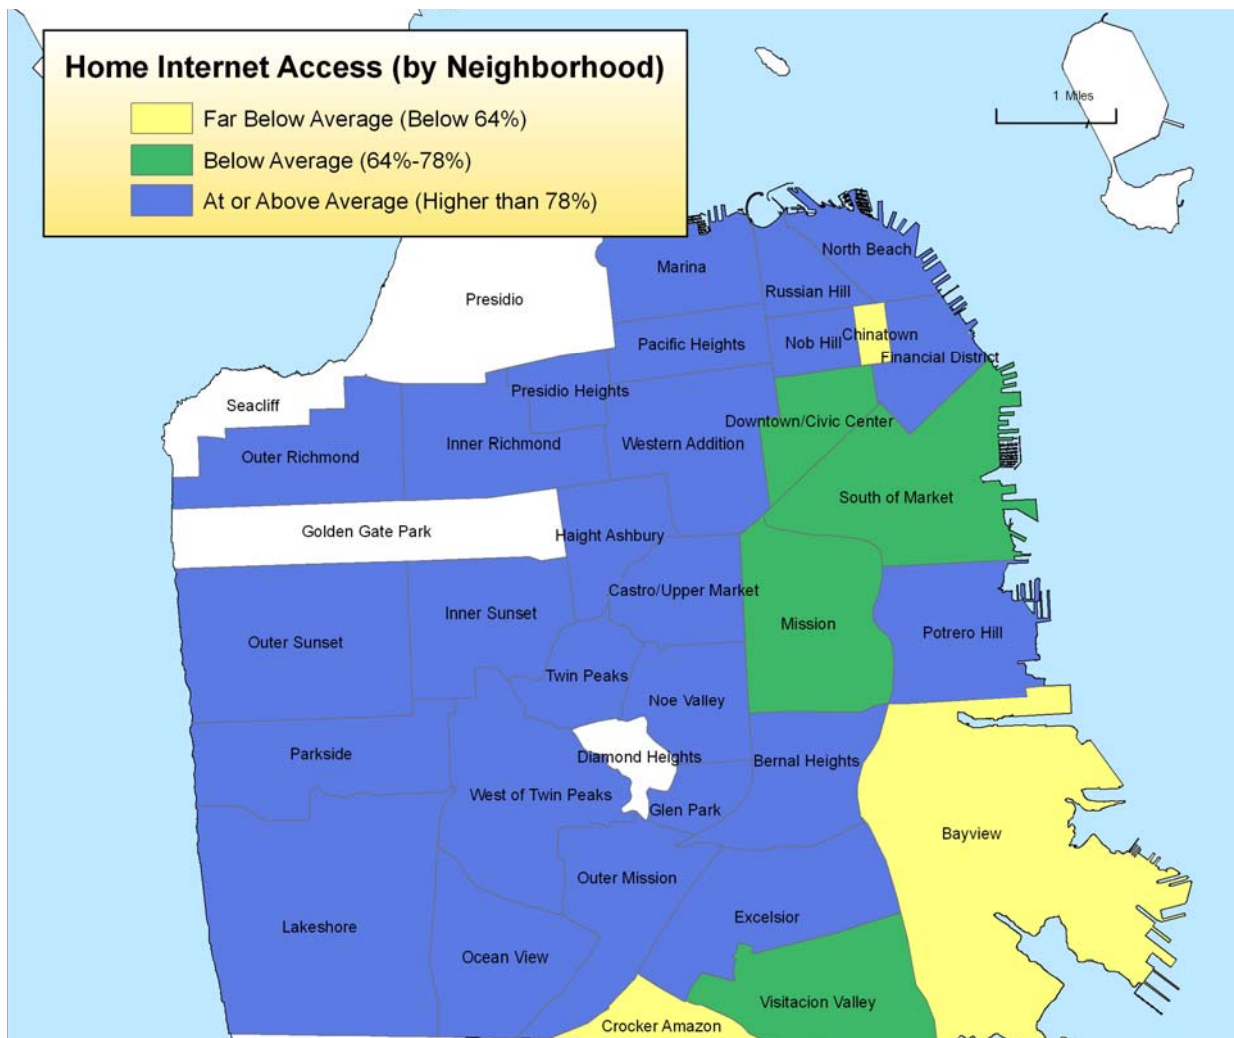 Home Internet Access (by Neighborhood)
Far Below Average (Below 64%)
Below Average (64%-78%)
At or Above Average (Higher than 78%)
1 Miles
North Beach
Marina
Russian Hill
Presidio
Chinatown
Nob Hill
Pacific Heights
Financial District
Presidio Heights
Seacliff
Downtown/Civic Center
Inner Richmond
Western Addition
Outer Richmond
South of Market
Golden Gate Park
Haight Ashbury
Castro/Upper Market
Inner Sunset
Mission
Potrero Hill
Outer Sunset
Twin Peaks
Noe Valley
Parkside
Diamond Heights
Bernal Heights
West of Twin Peaks
Glen Park
Bayview
Outer Mission
Excelsior
Lakeshore
Ocean View
Visitacion Valley
Crocker Amazon